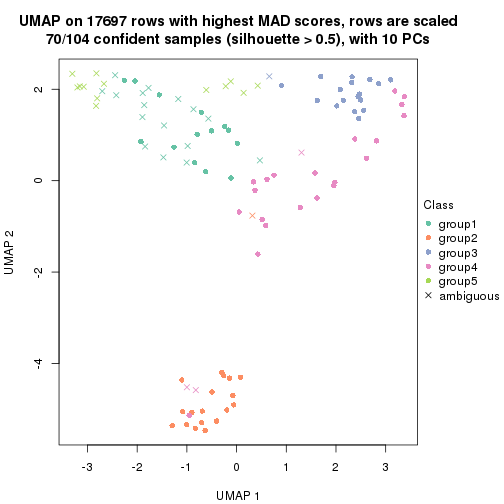 UMAP on 17697 rows with highest MAD scores, rows are scaled
70/104 confident samples (silhouette > 0.5), with 10 PCs
UMAP 2
2
0
-2
-4
-3
-2
-1
0
1
2
3
UMAP 1
Class
group1
group2
group3
group4
group5
ambiguous